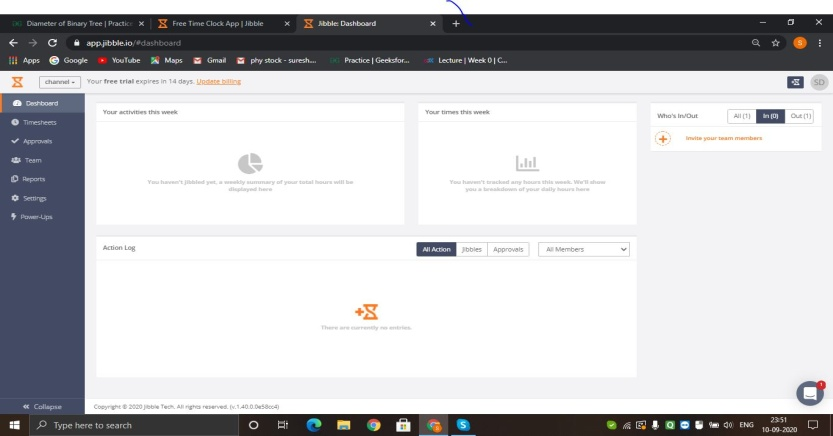 Diameter of Binary Tree | Practice
Free Time Clock App | Jibble
Jibble: Dashboard
app.jibble.io/#dashboard
Apps
Google
YouTube
Maps
Gmail
phy stock - suresh....
Practice | Geeksfor...
Lecture | Week 0 | C...
channel
Your free trial expires in 14 days. Update billing
SD
Dashboard
Timesheets
Approvals
Team
Reports
Settings
Power-Ups
Collapse
Your activities this week
You haven't Jibbled yet, a weekly summary of your total hours will be
displayed here
Your times this week
You haven't tracked any hours this week. We'll show
you a breakdown of your daily hours here
Who's In/Out
All (1) In (0) Out (1)
Invite your team members
Action Log
All Action Jibbles Approvals
All Members
There are currently no entries.
Copyright © 2020 Jibble Tech. All rights reserved. (v.1.40.0.0e58cc4)
1
Type here to search
ENG
23:51
10-09-2020